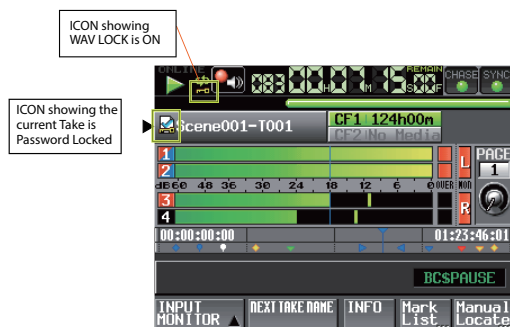 ICON showing
WAV LOCK is ON
ICON showing the
current Take is
Password Locked
ONLINE
REMAIN
CHASE SYNC
Scene001-T001
CF1 124h00m
CF2 No Media
1
2
dB60 48 36 30 24 18 12 6 0 OVER MON
3
4
L
R
PAGE
1
00:00:00:00 01:23:46:01
BC$PAUSE
INPUT
MONITOR
NEXT TAKE NAME
INFO
Mark
List...
Manual
Locate